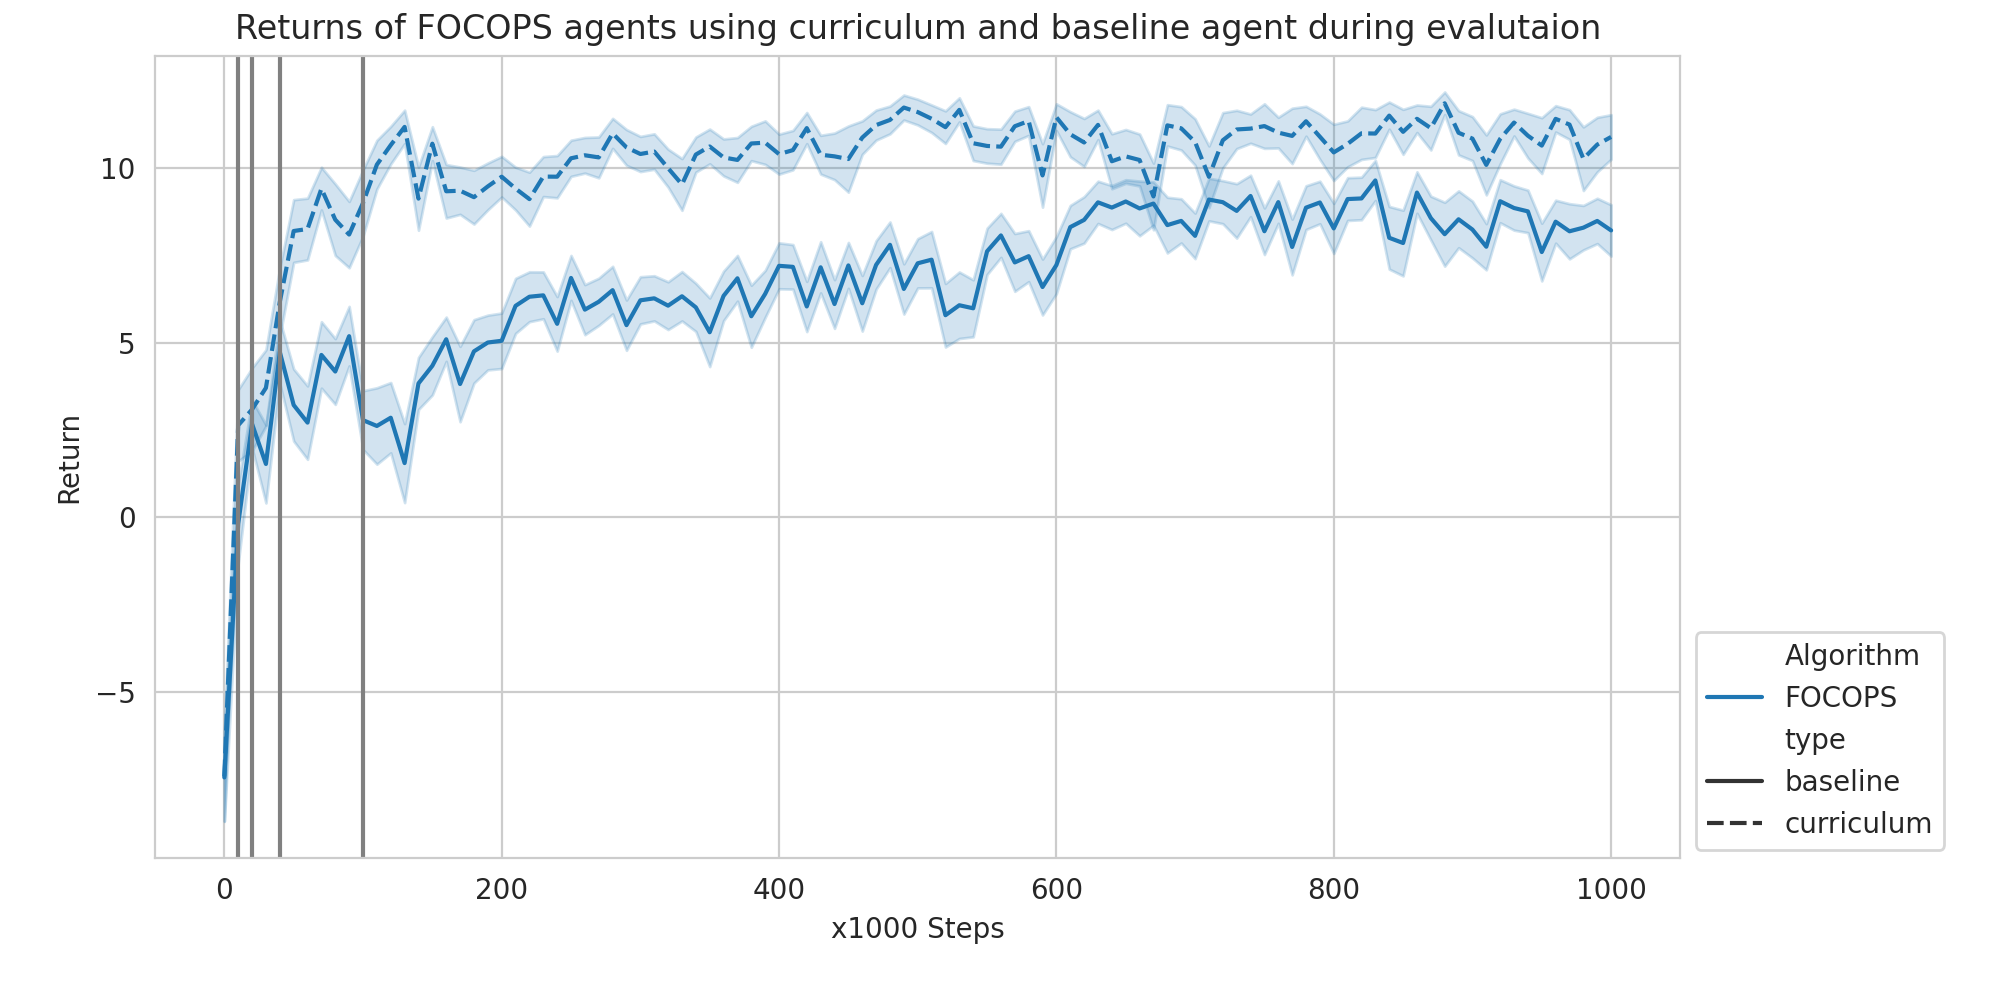 Returns of FOCOPS agents using curriculum and baseline agent during evalutaion
10
5
0
−5
Return
0 200 400 600 800 1000
x1000 Steps
Algorithm
FOCOPS
type
baseline
curriculum